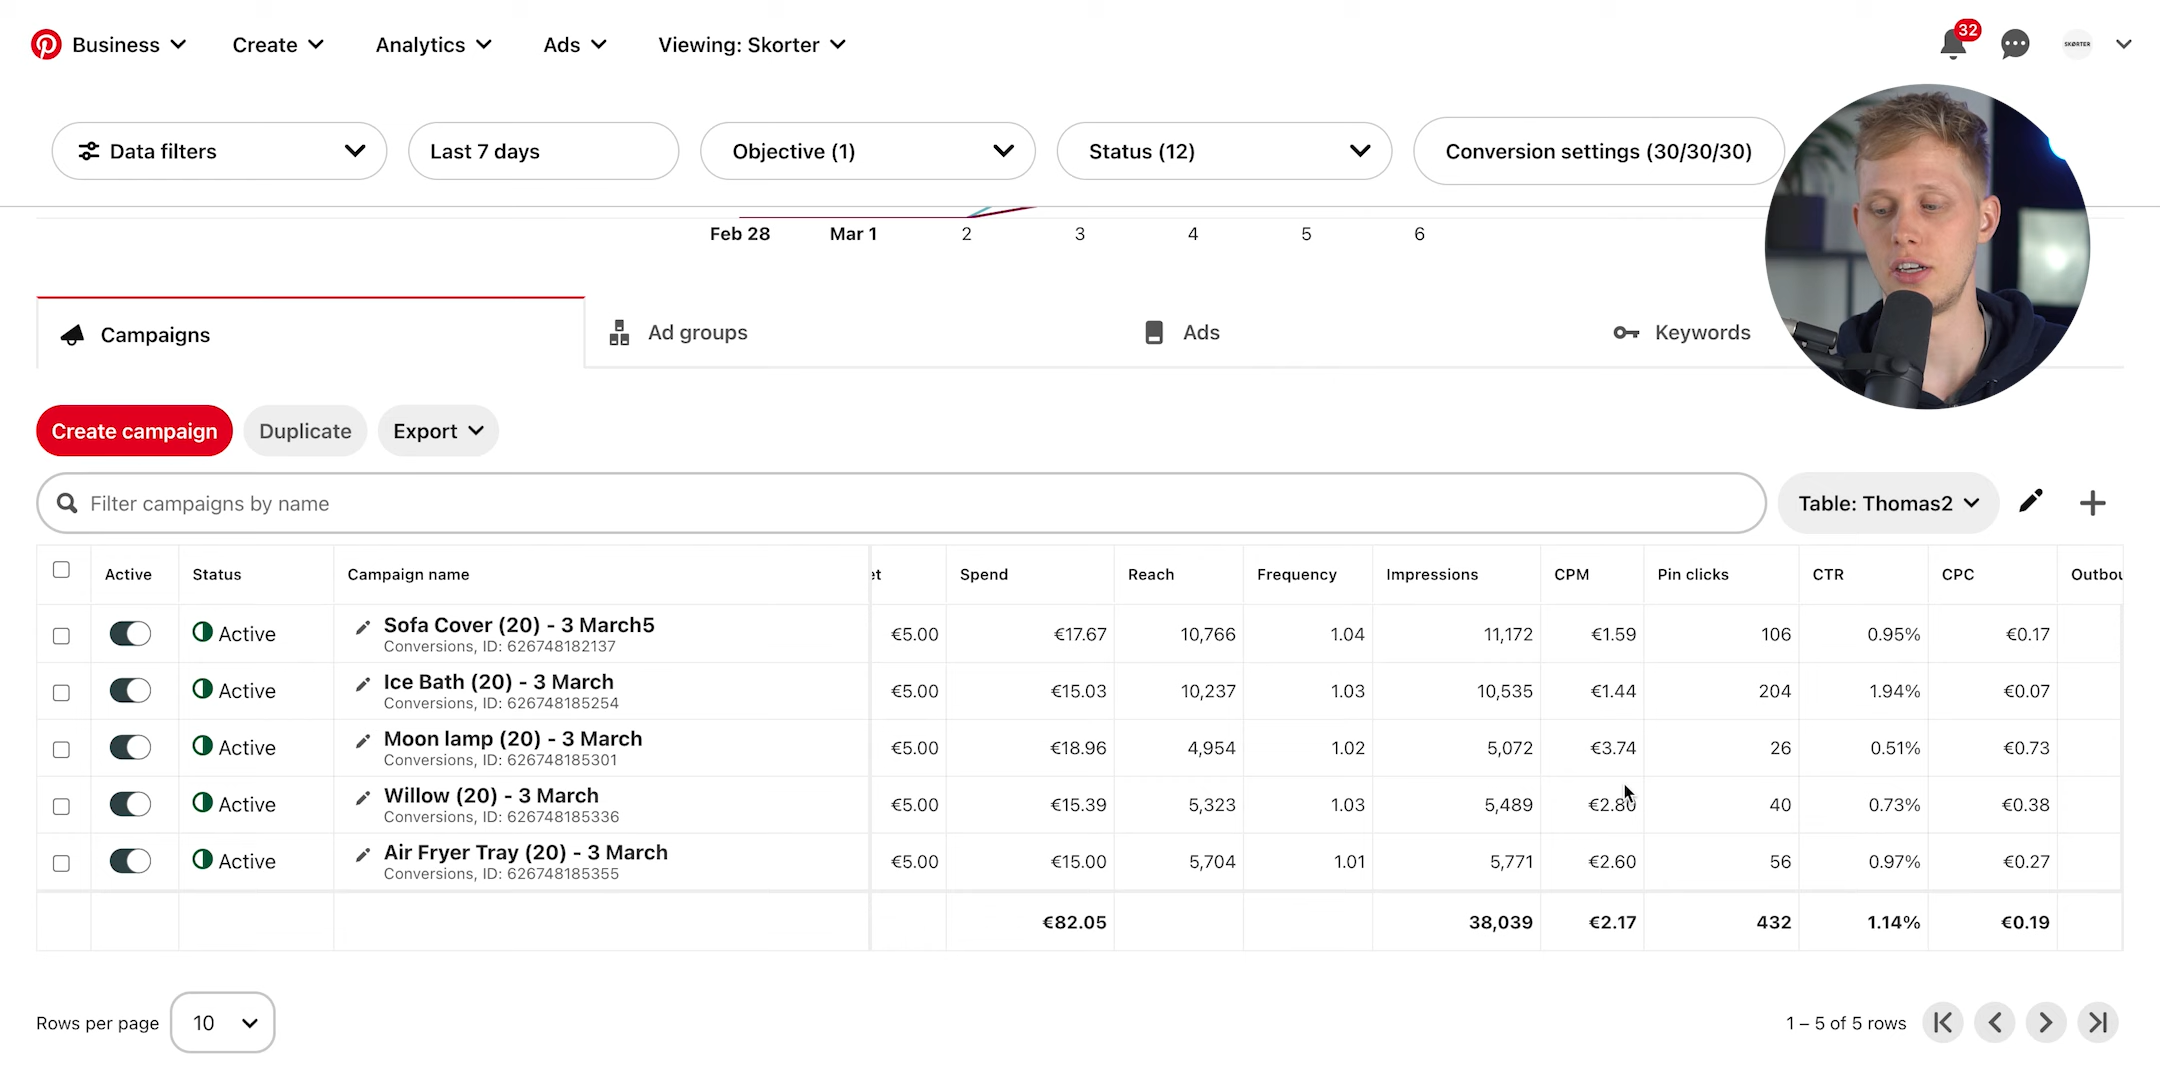 Business Create Analytics Ads Viewing: Skorter 32 SKØRTER
Data filters Last 7 days Objective (1) Status (12) Conversion settings (30/30/30)
Feb 28 Mar 1 2 3 4 5 6
Campaigns Ad groups Ads Keywords
Create campaign Duplicate Export
Filter campaigns by name Table: Thomas2
Active Status Campaign name et Spend Reach Frequency Impressions CPM Pin clicks CTR CPC Outbou
Active Sofa Cover (20) - 3 March5 €5.00 €17.67 10,766 1.04 11,172 €1.59 106 0.95% €0.17
Conversions, ID: 626748182137
Active Ice Bath (20) - 3 March €5.00 €15.03 10,237 1.03 10,535 €1.44 204 1.94% €0.07
Conversions, ID: 626748185254
Active Moon lamp (20) - 3 March €5.00 €18.96 4,954 1.02 5,072 €3.74 26 0.51% €0.73
Conversions, ID: 626748185301
Active Willow (20) - 3 March €5.00 €15.39 5,323 1.03 5,489 €2.80 40 0.73% €0.38
Conversions, ID: 626748185336
Active Air Fryer Tray (20) - 3 March €5.00 €15.00 5,704 1.01 5,771 €2.60 56 0.97% €0.27
Conversions, ID: 626748185355
€82.05 38,039 €2.17 432 1.14% €0.19
Rows per page 10 1 – 5 of 5 rows